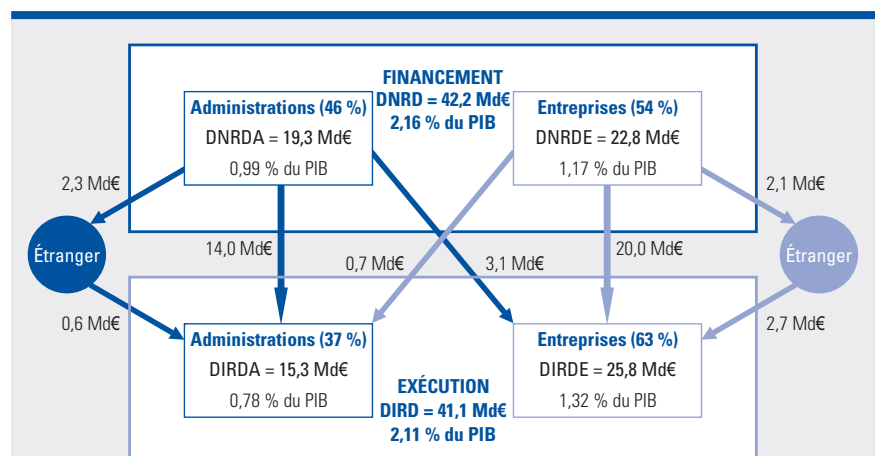 FINANCEMENT
DNRD = 42,2 Md€
2,16 % du PIB
Administrations (46 %)
DNRDA = 19,3 Md€
0,99 % du PIB
Entreprises (54 %)
DNRDE = 22,8 Md€
1,17 % du PIB
2,3 Md€
2,1 Md€
Étranger
14,0 Md€
0,7 Md€
3,1 Md€
20,0 Md€
Étranger
0,6 Md€
2,7 Md€
Administrations (37 %)
DIRDA = 15,3 Md€
0,78 % du PIB
Entreprises (63 %)
DIRDE = 25,8 Md€
1,32 % du PIB
EXÉCUTION
DIRD = 41,1 Md€
2,11 % du PIB